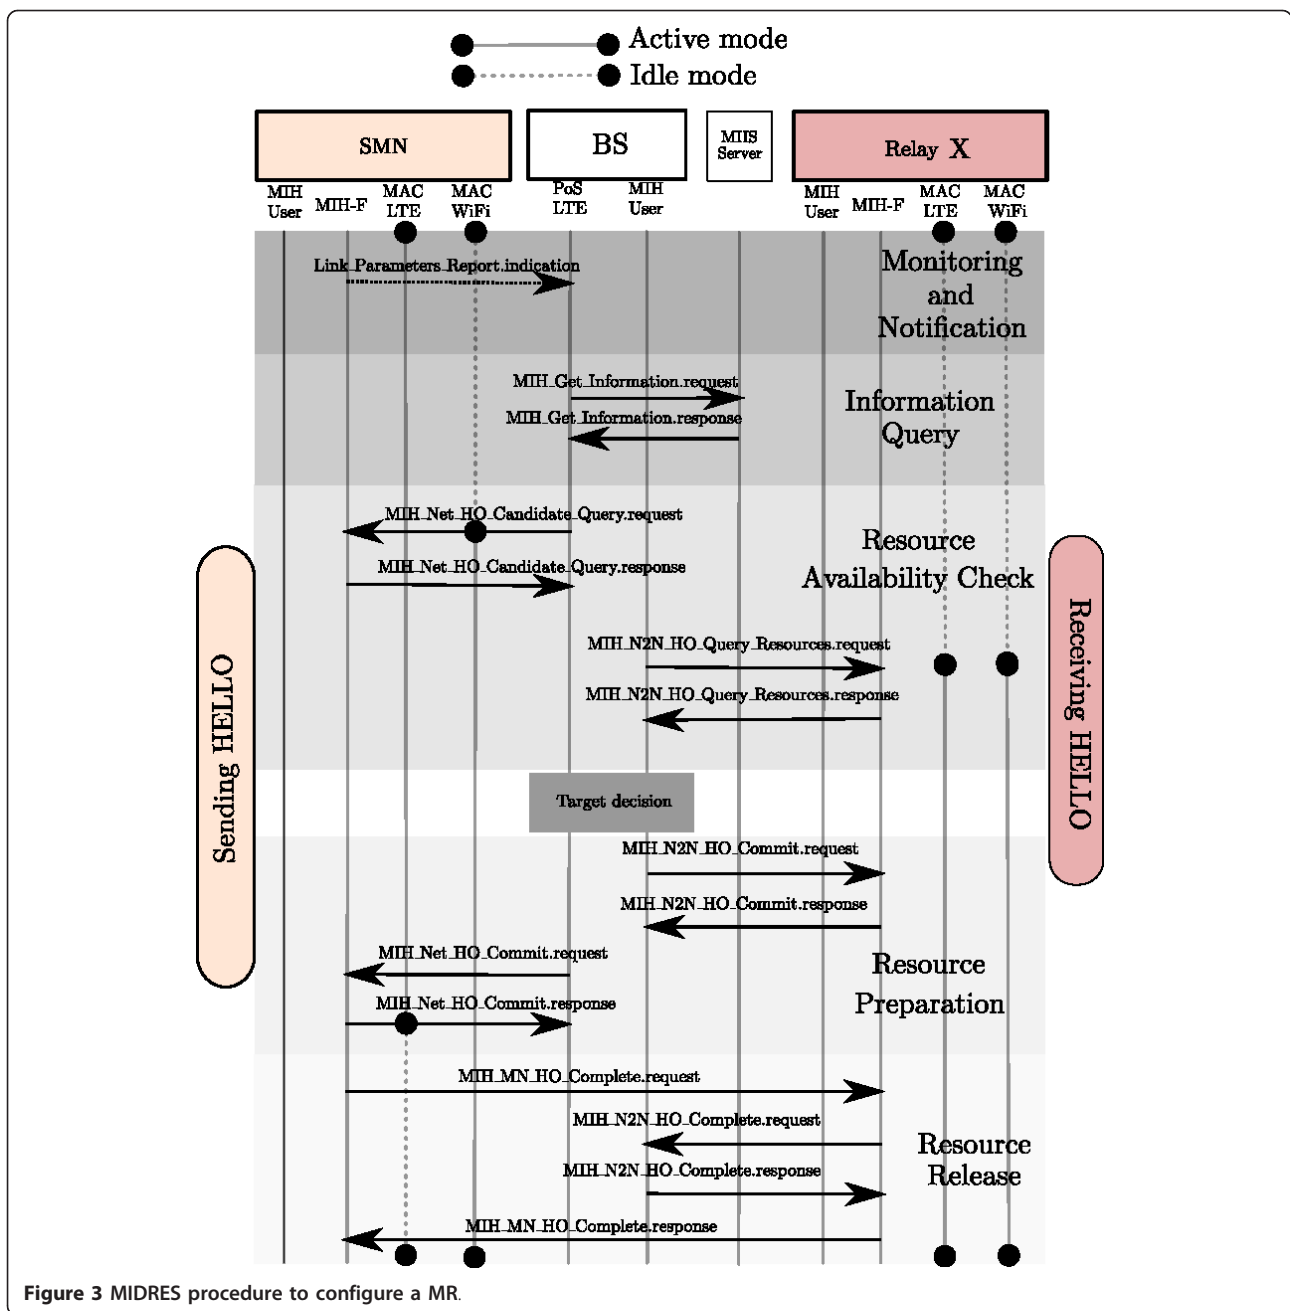 Active mode
Idle mode
SMN
BS
MIIS
Server
Relay X
MIH
User
MIH-F
MAC
LTE
MAC
WiFi
PoS
LTE
MIH
User
MIH
User
MIH-F
MAC
LTE
MAC
WiFi
Link_Parameters_Report.indication
Monitoring
and
Notification
MIH_Get_Information.request
MIH_Get_Information.response
Information
Query
MIH_Net_HO_Candidate_Query.request
MIH_Net_HO_Candidate_Query.response
Resource
Availability Check
MIH_N2N_HO_Query_Resources.request
MIH_N2N_HO_Query_Resources.response
Sending HELLO
Receiving HELLO
Target decision
MIH_N2N_HO_Commit.request
MIH_N2N_HO_Commit.response
MIH_Net_HO_Commit.request
MIH_Net_HO_Commit.response
Resource
Preparation
MIH_MN_HO_Complete.request
MIH_N2N_HO_Complete.request
MIH_N2N_HO_Complete.response
MIH_MN_HO_Complete.response
Resource
Release
Figure 3 MIDRES procedure to configure a MR.